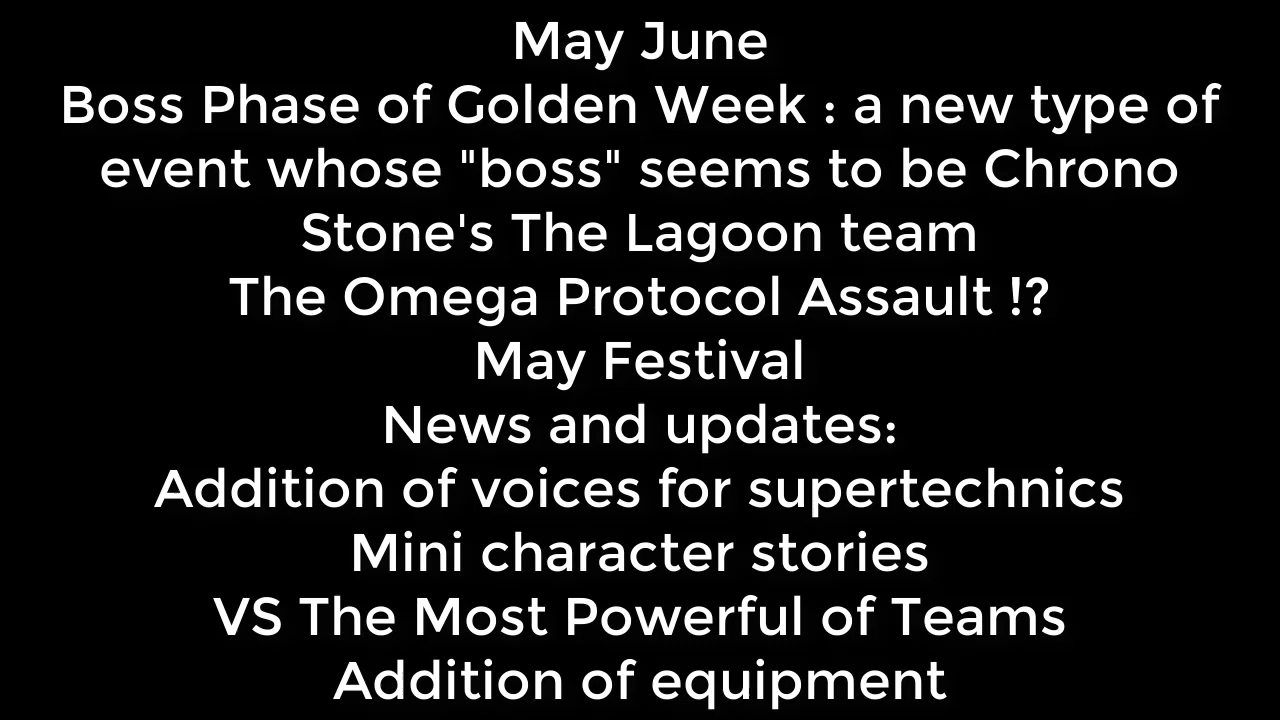 May June
Boss Phase of Golden Week : a new type of
event whose "boss" seems to be Chrono
Stone's The Lagoon team
The Omega Protocol Assault !?
May Festival
News and updates:
Addition of voices for supertechnics
Mini character stories
VS The Most Powerful of Teams
Addition of equipment